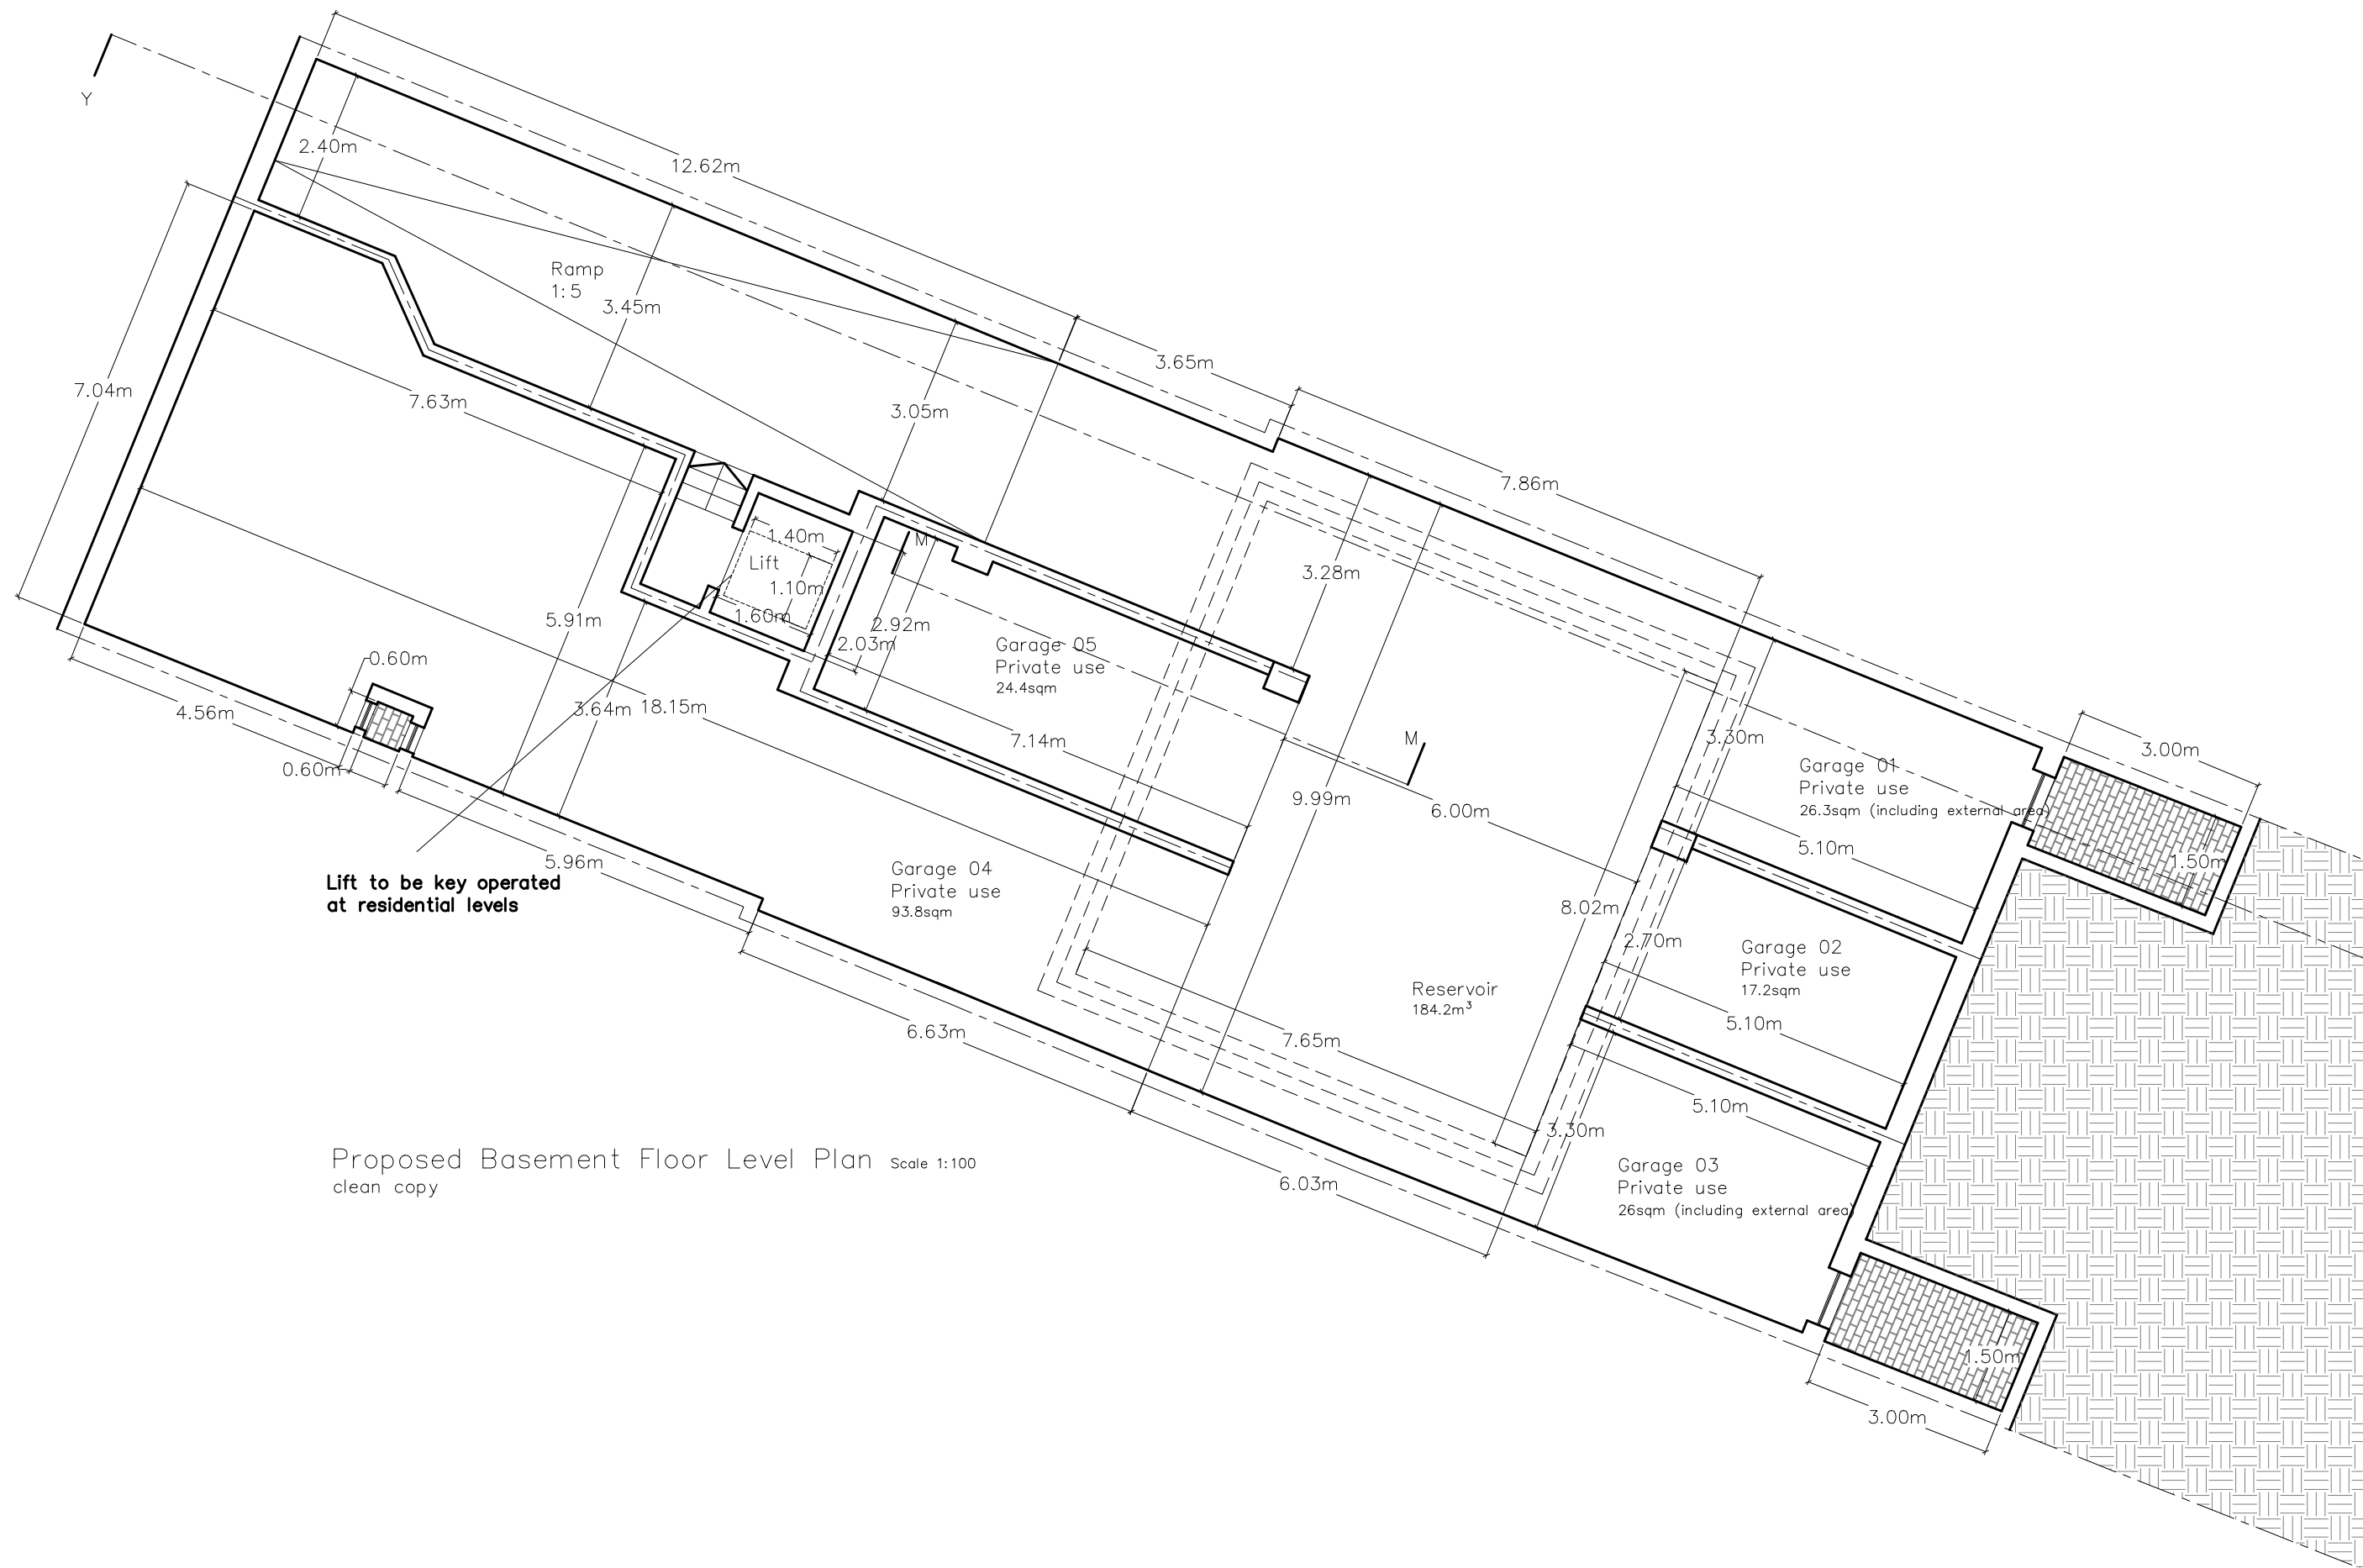 Y
12.62m
2.40m
Ramp
1:5
3.45m
3.65m
3.05m
7.04m
7.63m
7.86m
1.40m
M
Lift
1.10m
1.60m
2.03m
2.92m
3.28m
5.91m
Garage 05
Private use
24.4sqm
0.60m
4.56m
3.64m
18.15m
7.14m
M
3.30m
Garage 01
Private use
26.3sqm (including external area)
3.00m
0.60m
9.99m
6.00m
5.10m
1.50m
5.96m
Lift to be key operated
at residential levels
Garage 04
Private use
93.8sqm
8.02m
2.70m
Garage 02
Private use
17.2sqm
Reservoir
184.2m³
5.10m
6.63m
7.65m
5.10m
3.30m
Proposed Basement Floor Level Plan Scale 1:100
clean copy
6.03m
Garage 03
Private use
26sqm (including external area)
1.50m
3.00m